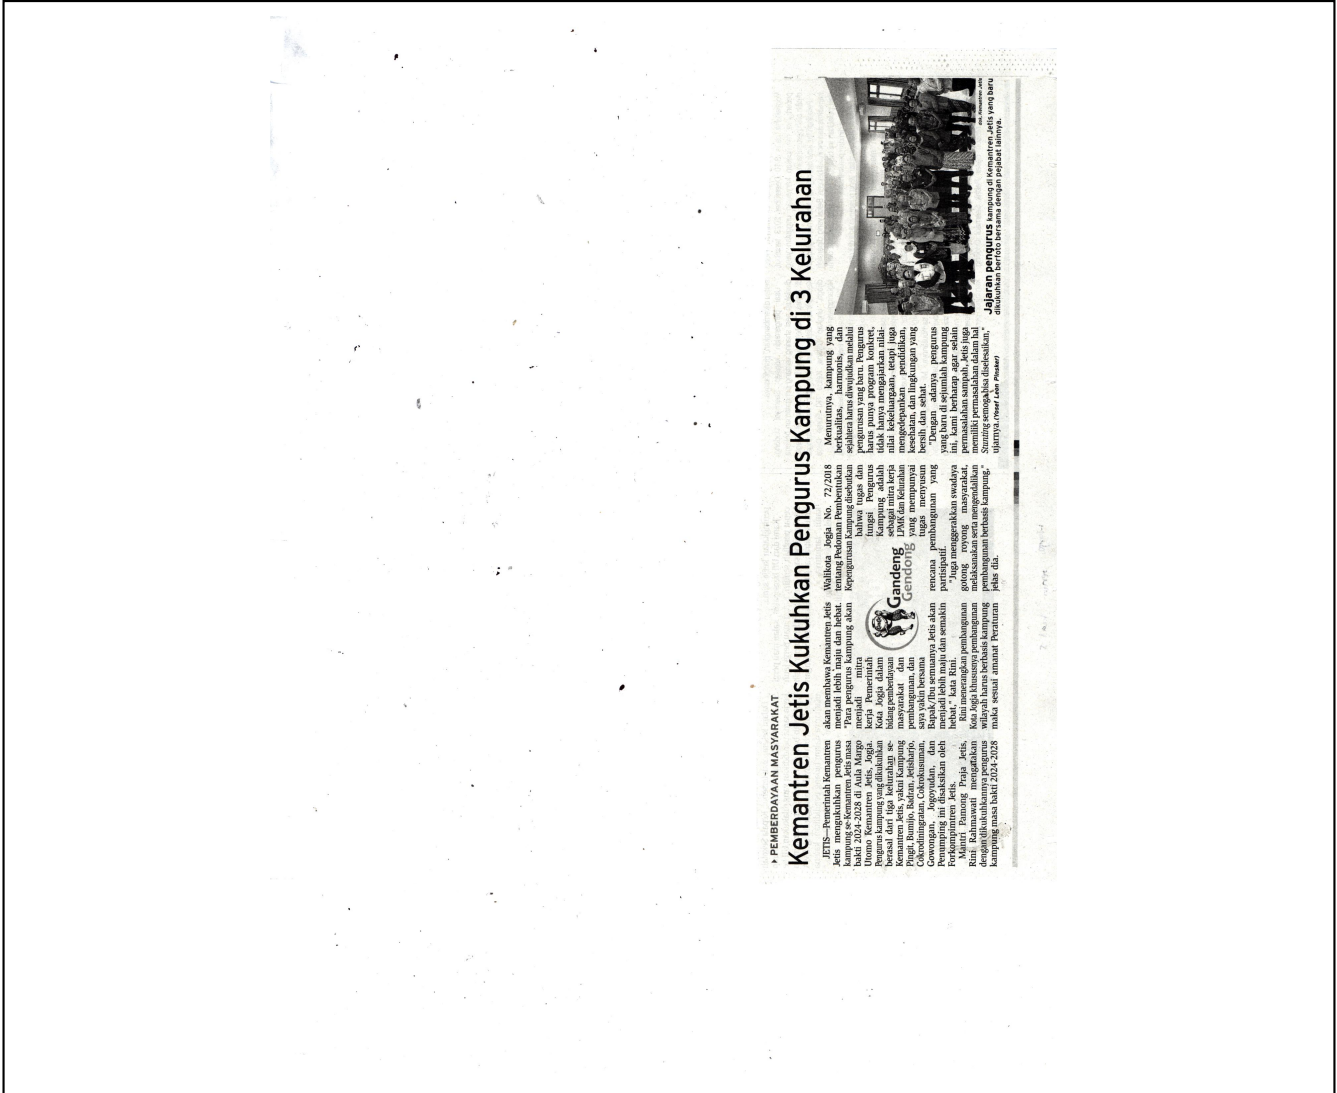 ▸ PEMBERDAYAAN MASYARAKAT
Kemantren Jetis Kukuhkan Pengurus Kampung di 3 Kelurahan
JETIS—Pemerintah Kemantren
Jetis mengukuhkan pengurus
kampung se-Kemantren Jetis masa
bakti 2024-2028 di Aula Margo
Utomo Kemantren Jetis, Jogja.
Pengurus kampung yang dikukuhkan
berasal dari tiga kelurahan se-
Kemantren Jetis, yakni Kampung
Pingit, Bumijo, Badran, Jetisharjo,
Cokrodiningratan, Cokrokusuman,
Gowongan, Jogoyudan, dan
Penumping ini disaksikan oleh
Forkompimtren Jetis.
Mantri Pamong Praja Jetis,
Rini Rahmawati mengatakan
dengan dikukuhkannya pengurus
kampung masa bakti 2024-2028
akan membawa Kemantren Jetis
menjadi lebih maju dan hebat.
"Para pengurus kampung akan
menjadi mitra
kerja Pemerintah
Kota Jogja dalam
bidang pemberdayaan
masyarakat dan
pembangunan, dan
saya yakin bersama
Bapak/Ibu semuanya Jetis akan
menjadi lebih maju dan semakin
hebat," kata Rini.
Rini menerangkan pembangunan
Kota Jogja khususnya pembangunan
wilayah harus berbasis kampung
maka sesuai amanat Peraturan
Gandeng
Gendong
Walikota Jogja No. 72/2018
tentang Pedoman Pembentukan
Kepengurusan Kampung disebutkan
bahwa tugas dan
fungsi Pengurus
Kampung adalah
sebagai mitra kerja
LPMK dan Kelurahan
yang mempunyai
tugas menyusun
rencana pembangunan yang
partisipatif.
"Juga menggerakkan swadaya
gotong royong masyarakat,
melaksanakan serta mengendalikan
pembangunan berbasis kampung,"
jelas dia.
Menurutnya, kampung yang
berkualitas, harmonis, dan
sejahtera harus diwujudkan melalui
pengurusan yang baru. Pengurus
harus punya program konkret,
tidak hanya mengajarkan nilai-
nilai kekeluargaan, tetapi juga
mengedepankan pendidikan,
kesehatan, dan lingkungan yang
bersih dan sehat.
"Dengan adanya pengurus
yang baru di sejumlah kampung
ini, kami berharap agar selain
permasalahan sampah, Jetis juga
memiliki permasalahan dalam hal
Stunting semoga bisa diselesaikan,"
ujarnya. (Yosef Leon Pinsker)
Ist, Kemantren Jetis
Jajaran pengurus kampung di Kemantren Jetis yang baru
dikukuhkan berfoto bersama dengan pejabat lainnya.